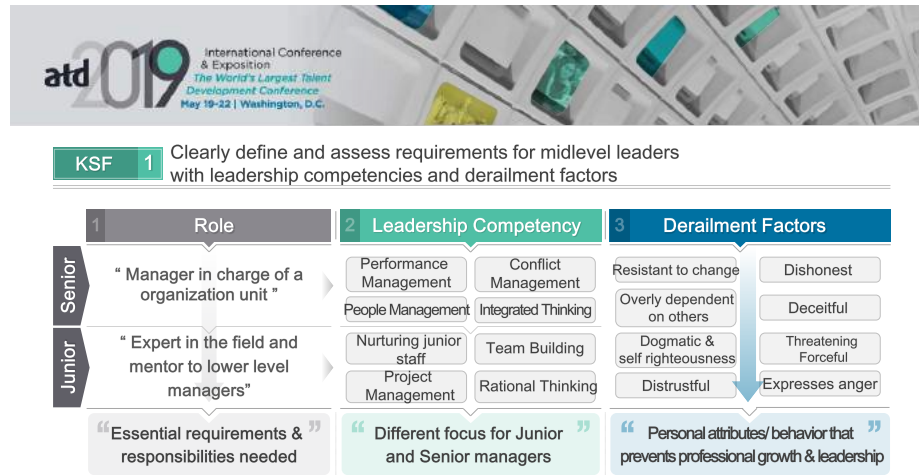 atd 2019
International Conference
& Exposition
The World's Largest Talent
Development Conference
May 19-22 | Washington, D.C.
KSF 1
Clearly define and assess requirements for midlevel leaders
with leadership competencies and derailment factors
1 Role
2 Leadership Competency
3 Derailment Factors
Senior
“ Manager in charge of a
organization unit ”
Performance
Management
Conflict
Management
People Management
Integrated Thinking
Resistant to change
Dishonest
Overly dependent
on others
Deceitful
Junior
“ Expert in the field and
mentor to lower level
managers”
Nurturing junior
staff
Team Building
Project
Management
Rational Thinking
Dogmatic &
self righteousness
Threatening
Forceful
Distrustful
Expresses anger
“ Essential requirements & ”
responsibilities needed
“ Different focus for Junior ”
and Senior managers
“ Personal attributes/ behavior that ”
prevents professional growth & leadership